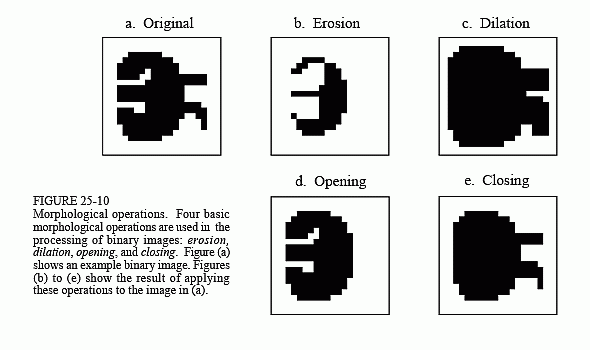 a. Original
b. Erosion
c. Dilation
d. Opening
e. Closing
FIGURE 25-10
Morphological operations. Four basic
morphological operations are used in the
processing of binary images: erosion,
dilation, opening, and closing. Figure (a)
shows an example binary image. Figures
(b) to (e) show the result of applying
these operations to the image in (a).